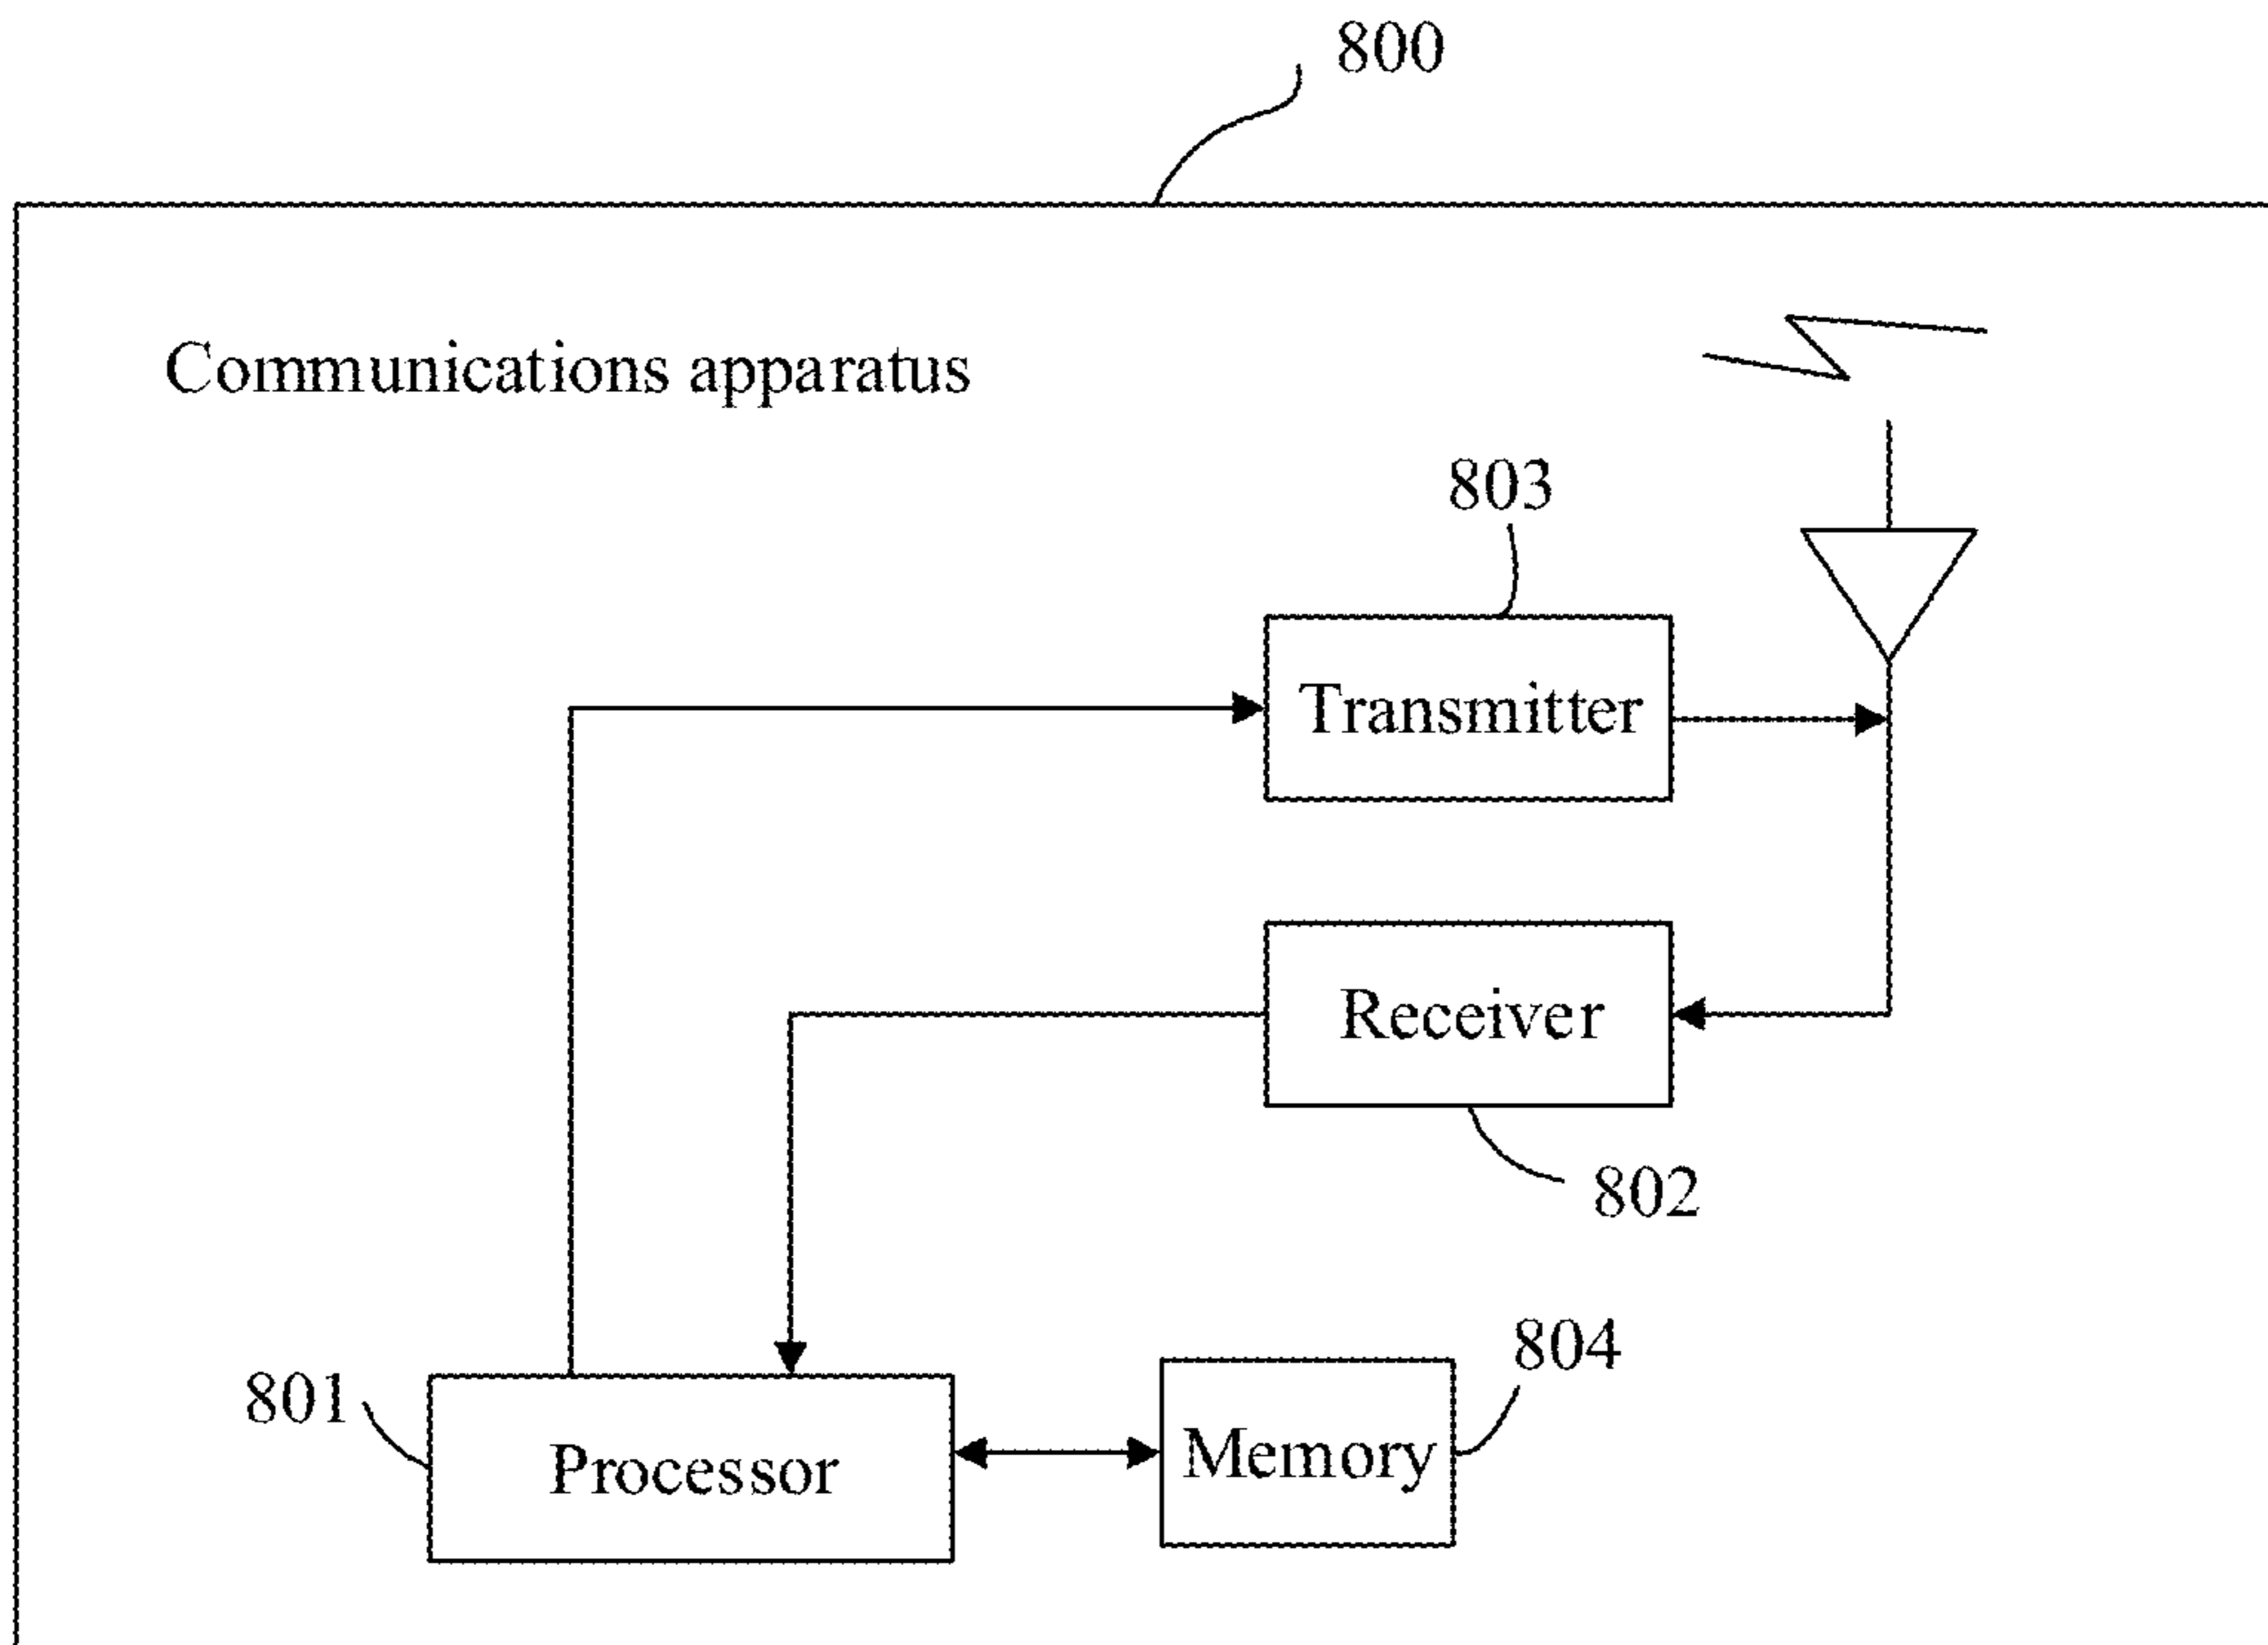 800
Communications apparatus
803
Transmitter
Receiver
802
804
801
Memory
Processor